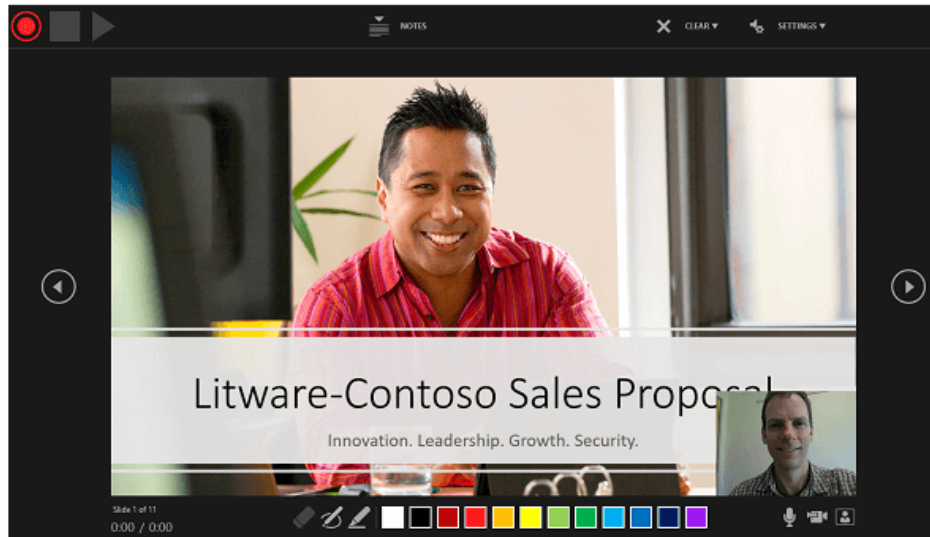 NOTES
CLEAR ▾
SETTINGS ▾
Litware-Contoso Sales Proposal
Innovation. Leadership. Growth. Security.
Slide 1 of 11
0:00 / 0:00